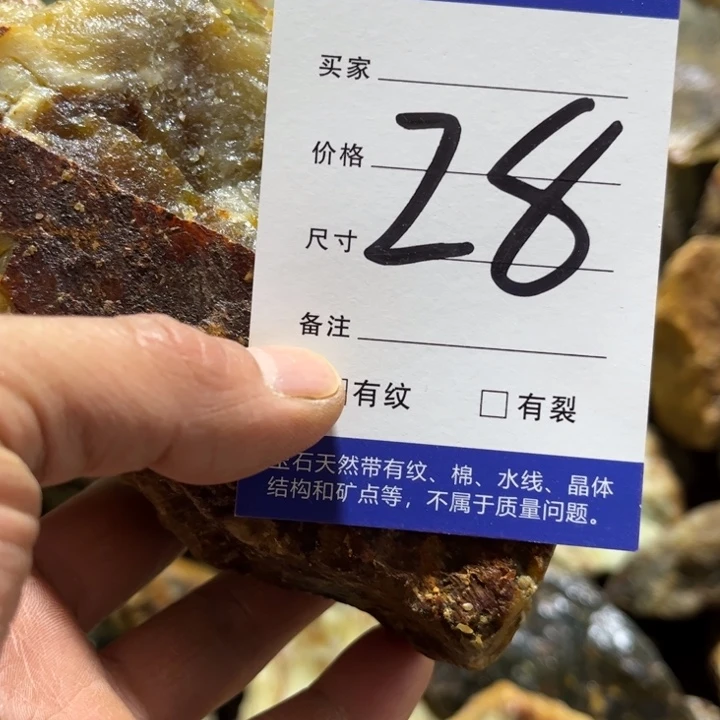 买家
价格
28
尺寸
备注
有纹 有裂
玉石天然带有纹、棉、水线、晶体
结构和矿点等，不属于质量问题。